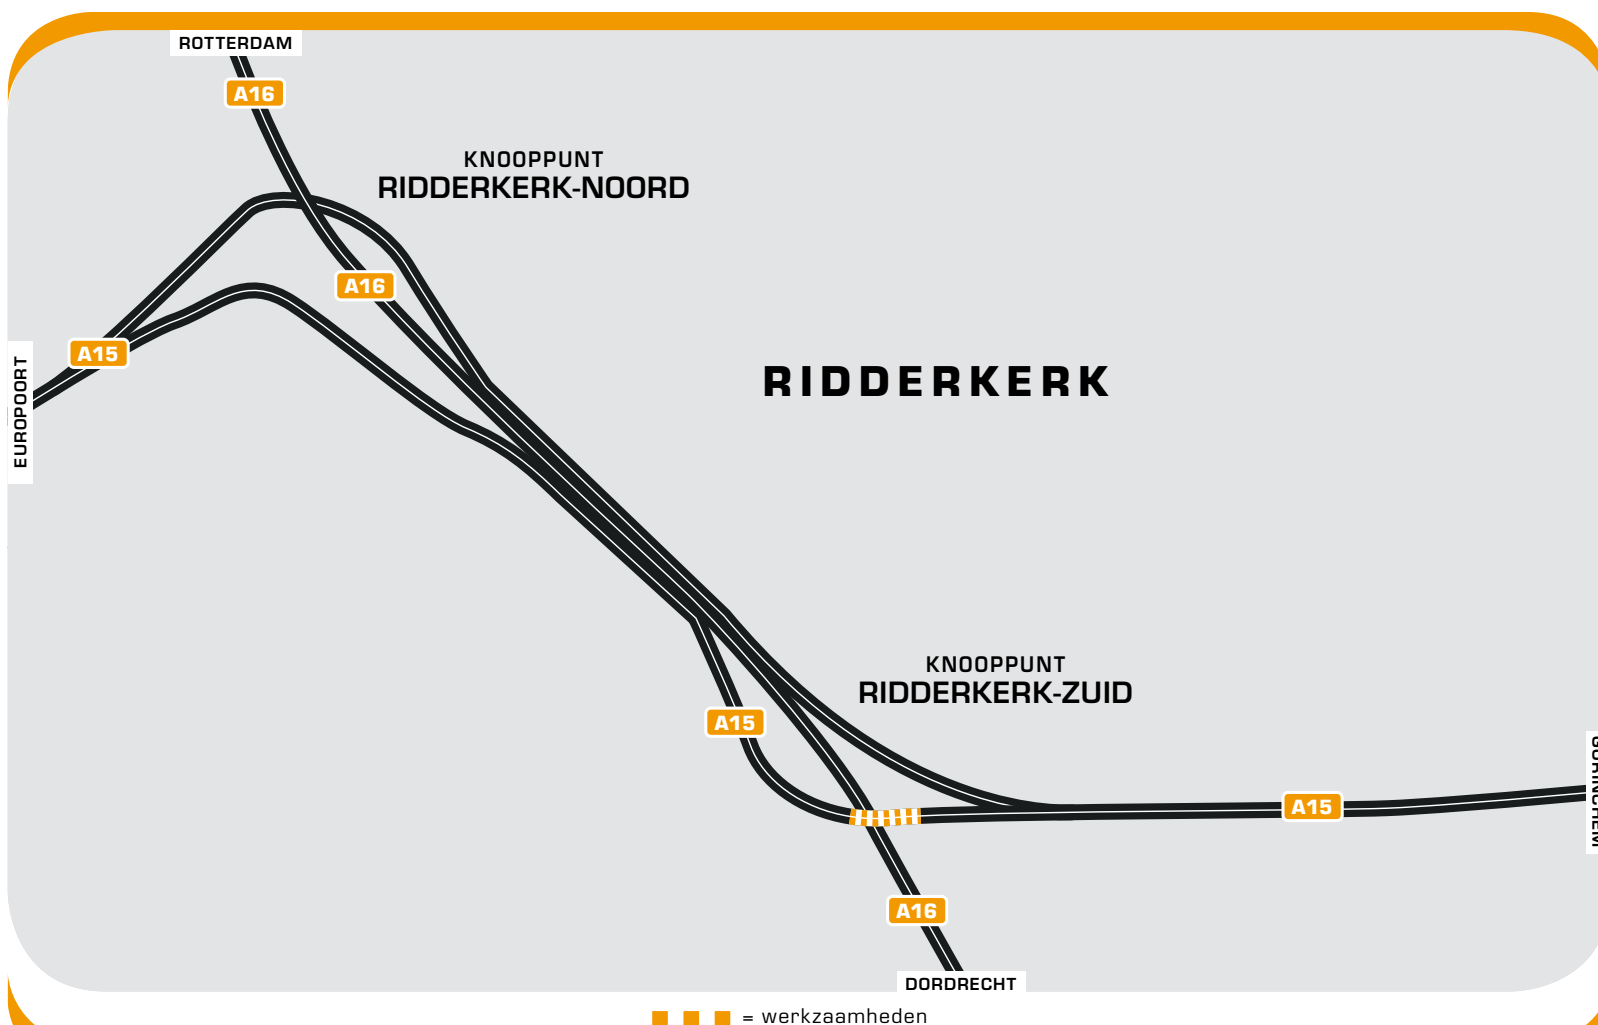 ROTTERDAM
A16
KNOOPPUNT
RIDDERKERK-NOORD
A16
A15
EUROPOORT
RIDDERKERK
KNOOPPUNT
RIDDERKERK-ZUID
A15
A15
A16
DORDRECHT
= werkzaamheden